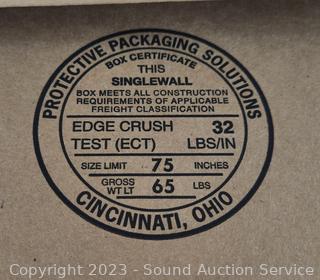 PROTECTIVE PACKAGING SOLUTIONS
BOX CERTIFICATE
THIS
SINGLEWALL
BOX MEETS ALL CONSTRUCTION
REQUIREMENTS OF APPLICABLE
FREIGHT CLASSIFICATION
EDGE CRUSH 32
TEST (ECT) LBS/IN
SIZE LIMIT 75 INCHES
GROSS
WT LT 65 LBS
CINCINNATI, OHIO
Copyright 2023 - Sound Auction Service